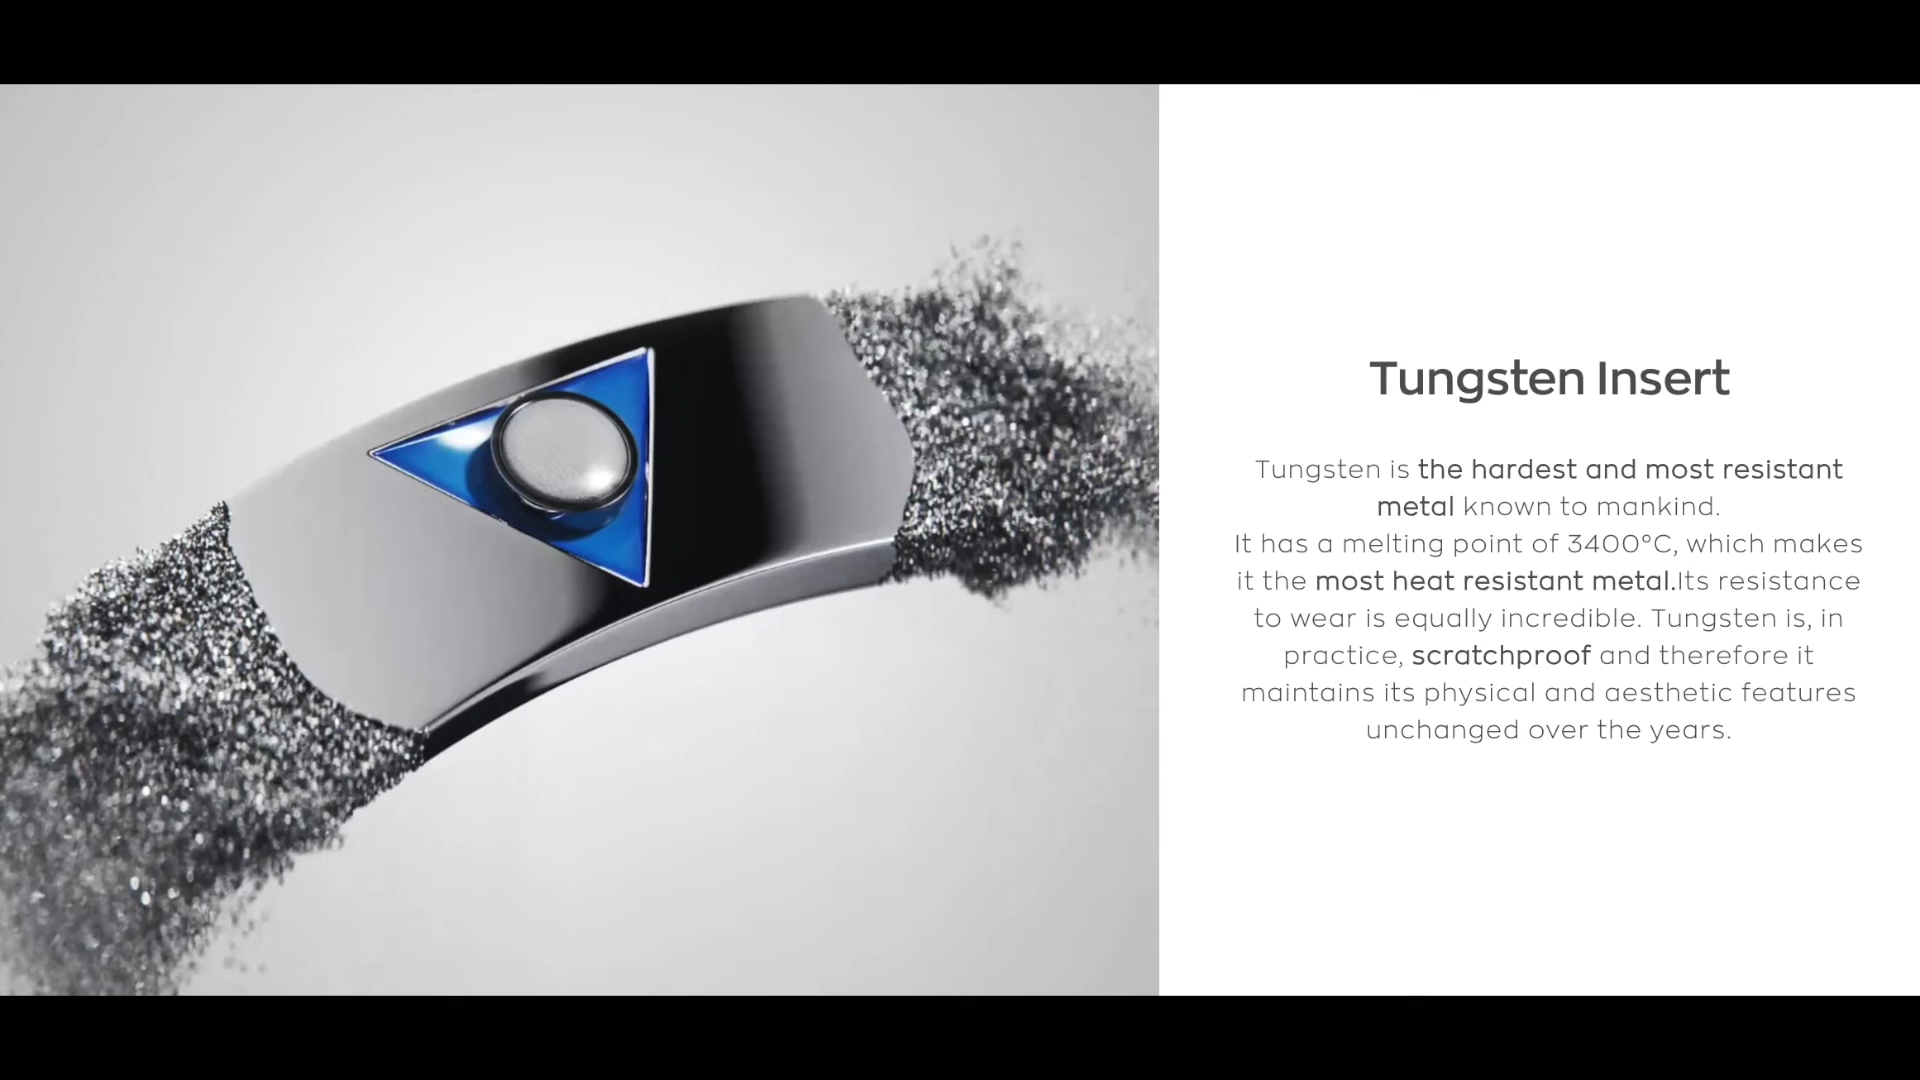 Tungsten Insert
Tungsten is the hardest and most resistant
metal known to mankind.
It has a melting point of 3400°C, which makes
it the most heat resistant metal.Its resistance
to wear is equally incredible. Tungsten is, in
practice, scratchproof and therefore it
maintains its physical and aesthetic features
unchanged over the years.